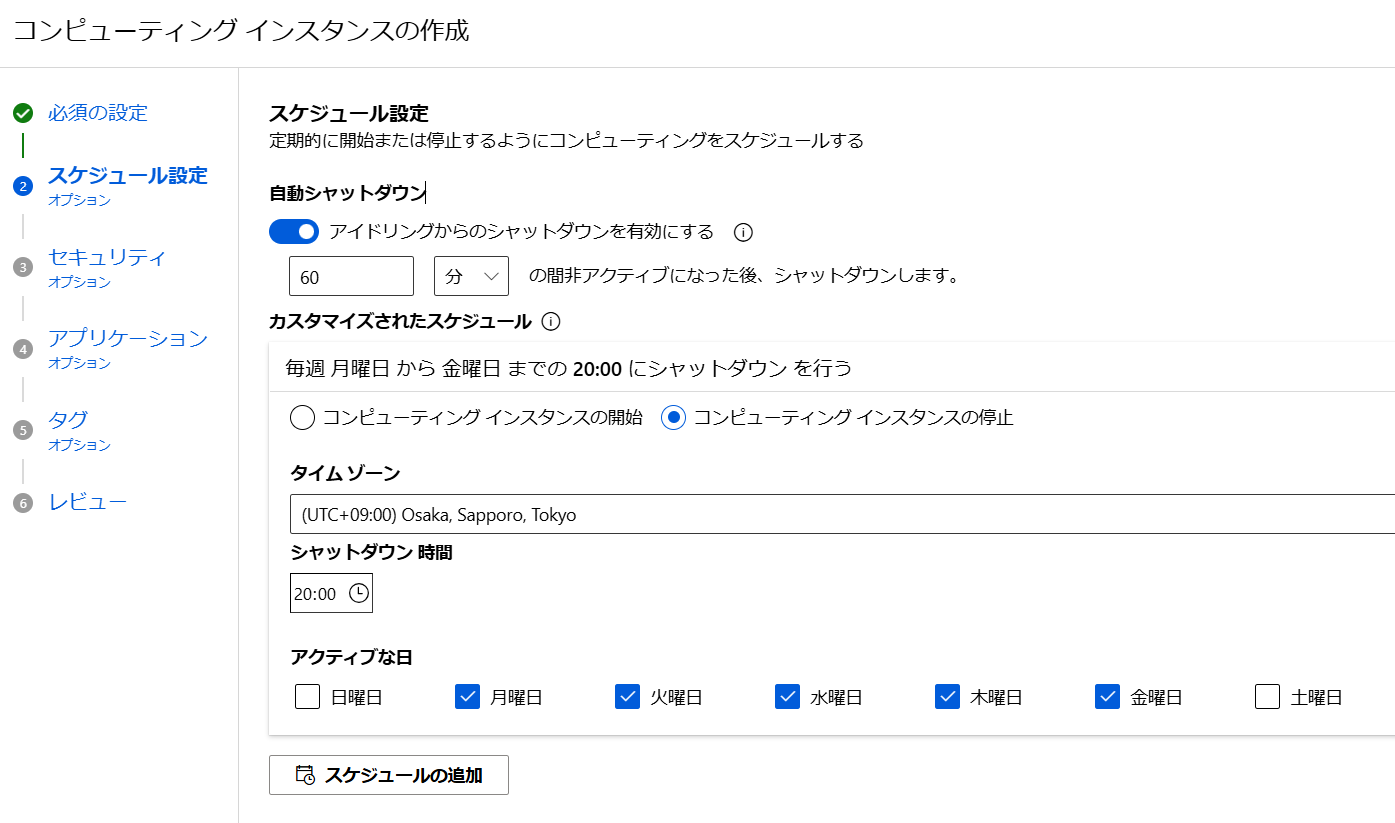 コンピューティング インスタンスの作成
必須の設定
2 スケジュール設定
オプション
3 セキュリティ
オプション
4 アプリケーション
オプション
5 タグ
オプション
6 レビュー
スケジュール設定
定期的に開始または停止するようにコンピューティングをスケジュールする
自動シャットダウン
アイドリングからのシャットダウンを有効にする
60 分 の間非アクティブになった後、シャットダウンします。
カスタマイズされたスケジュール
毎週 月曜日 から 金曜日 までの 20:00 にシャットダウン を行う
コンピューティング インスタンスの開始 コンピューティング インスタンスの停止
タイム ゾーン
(UTC+09:00) Osaka, Sapporo, Tokyo
シャットダウン 時間
20:00
アクティブな日
日曜日 月曜日 火曜日 水曜日 木曜日 金曜日 土曜日
スケジュールの追加